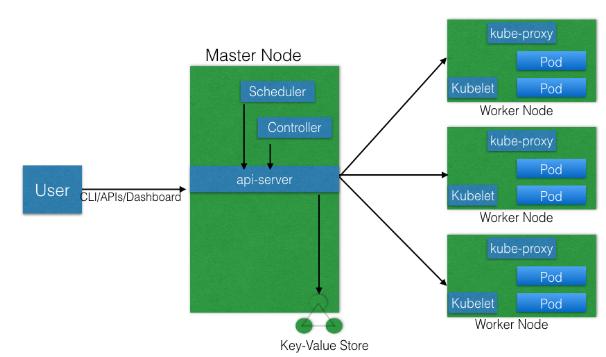 Master Node
Scheduler
Controller
api-server
User
CLI/APIs/Dashboard
Key-Value Store
kube-proxy
Pod
Kubelet
Pod
Worker Node
kube-proxy
Pod
Kubelet
Pod
Worker Node
kube-proxy
Pod
Kubelet
Pod
Worker Node